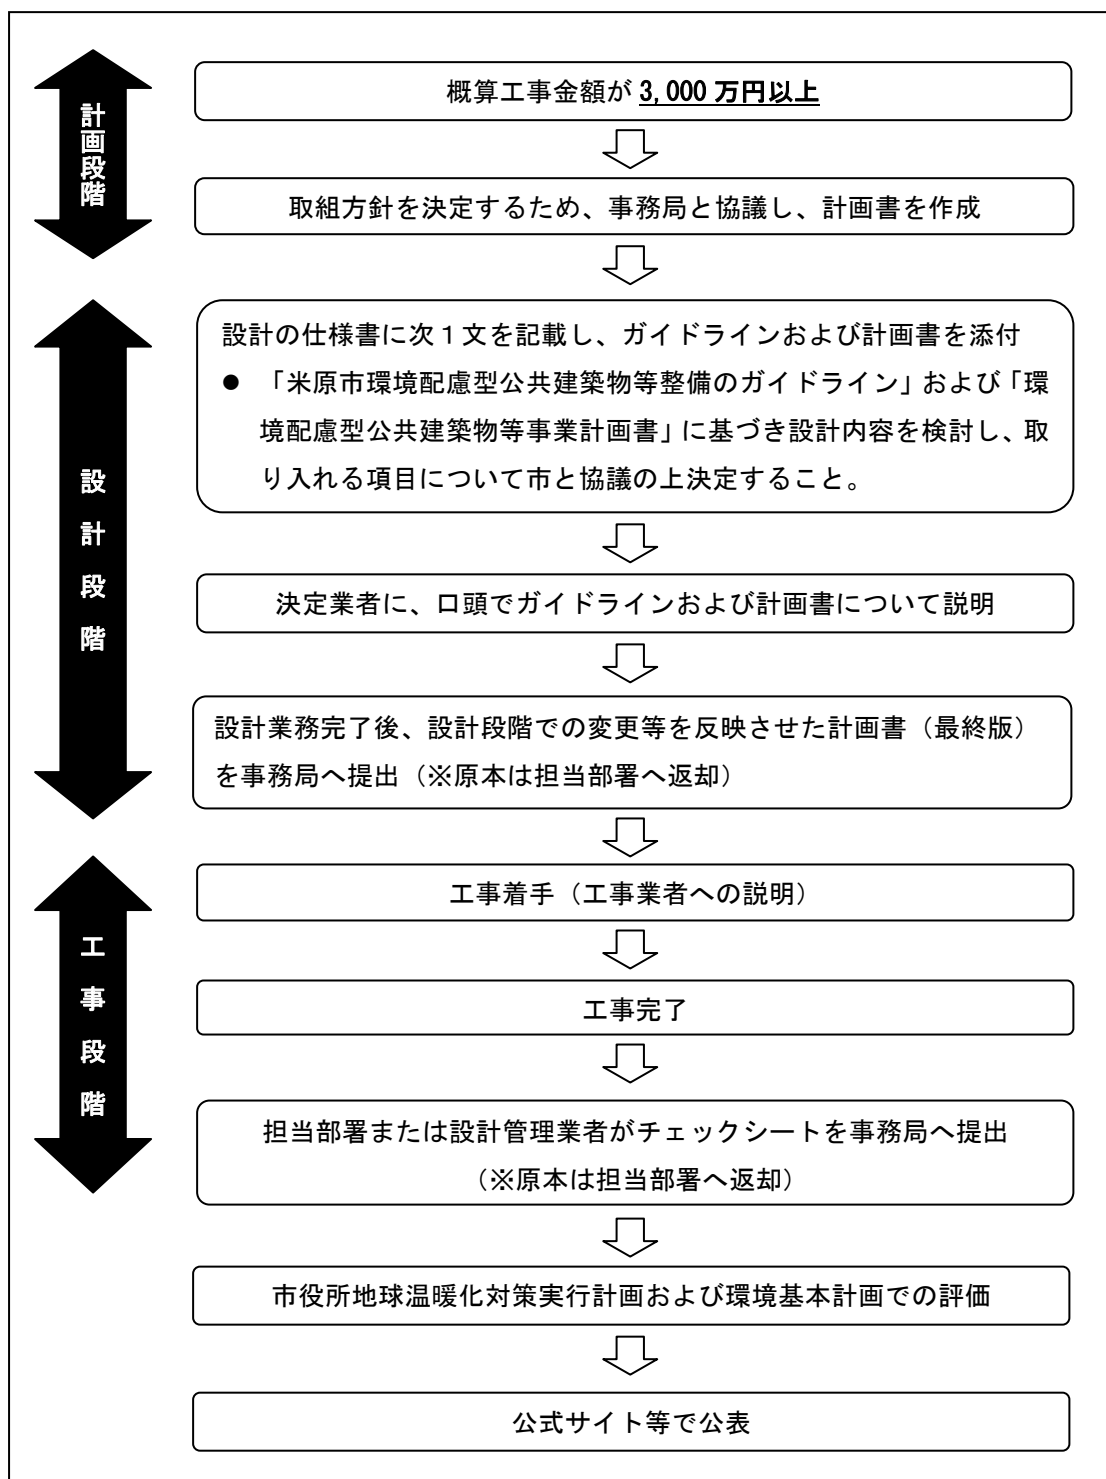 計画段階
概算工事金額が 3,000 万円以上
取組方針を決定するため、事務局と協議し、計画書を作成
設計段階
設計の仕様書に次１文を記載し、ガイドラインおよび計画書を添付
● 「米原市環境配慮型公共建築物等整備のガイドライン」および「環
境配慮型公共建築物等事業計画書」に基づき設計内容を検討し、取
り入れる項目について市と協議の上決定すること。
決定業者に、口頭でガイドラインおよび計画書について説明
設計業務完了後、設計段階での変更等を反映させた計画書（最終版）
を事務局へ提出（※原本は担当部署へ返却）
工事段階
工事着手（工事業者への説明）
工事完了
担当部署または設計管理業者がチェックシートを事務局へ提出
（※原本は担当部署へ返却）
市役所地球温暖化対策実行計画および環境基本計画での評価
公式サイト等で公表